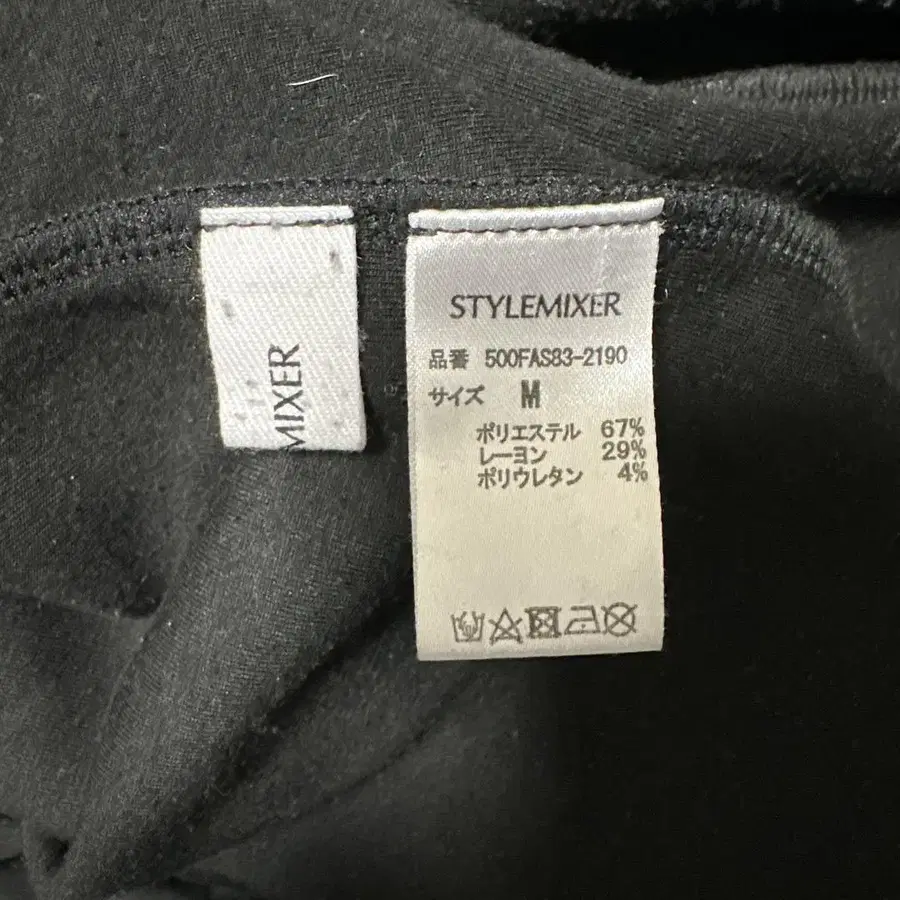 MIXER
STYLEMIXER
品番 500FAS83-2190
サイズ M
ポリエステル 67%
レーヨン 29%
ポリウレタン 4%